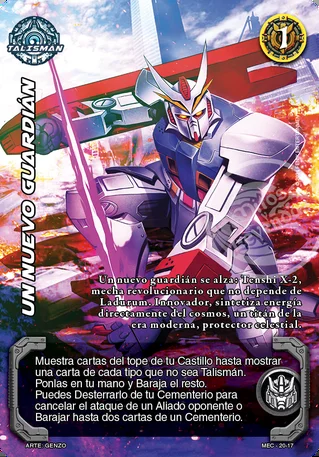 TALISMAN
1
UN NUEVO GUARDIÁN
Un nuevo guardián se alza: Tenshi X-2,
mecha revolucionario que no depende de
Ladurum. Innovador, sintetiza energía
directamente del cosmos, un titán de la
era moderna, protector celestial.
Muestra cartas del tope de tu Castillo hasta mostrar
una carta de cada tipo que no sea Talismán.
Ponlas en tu mano y Baraja el resto.
Puedes Desterrarlo de tu Cementerio para
cancelar el ataque de un Aliado oponente o
Barajar hasta dos cartas de un Cementerio.
ARTE: GENZO
MEC - 20-17